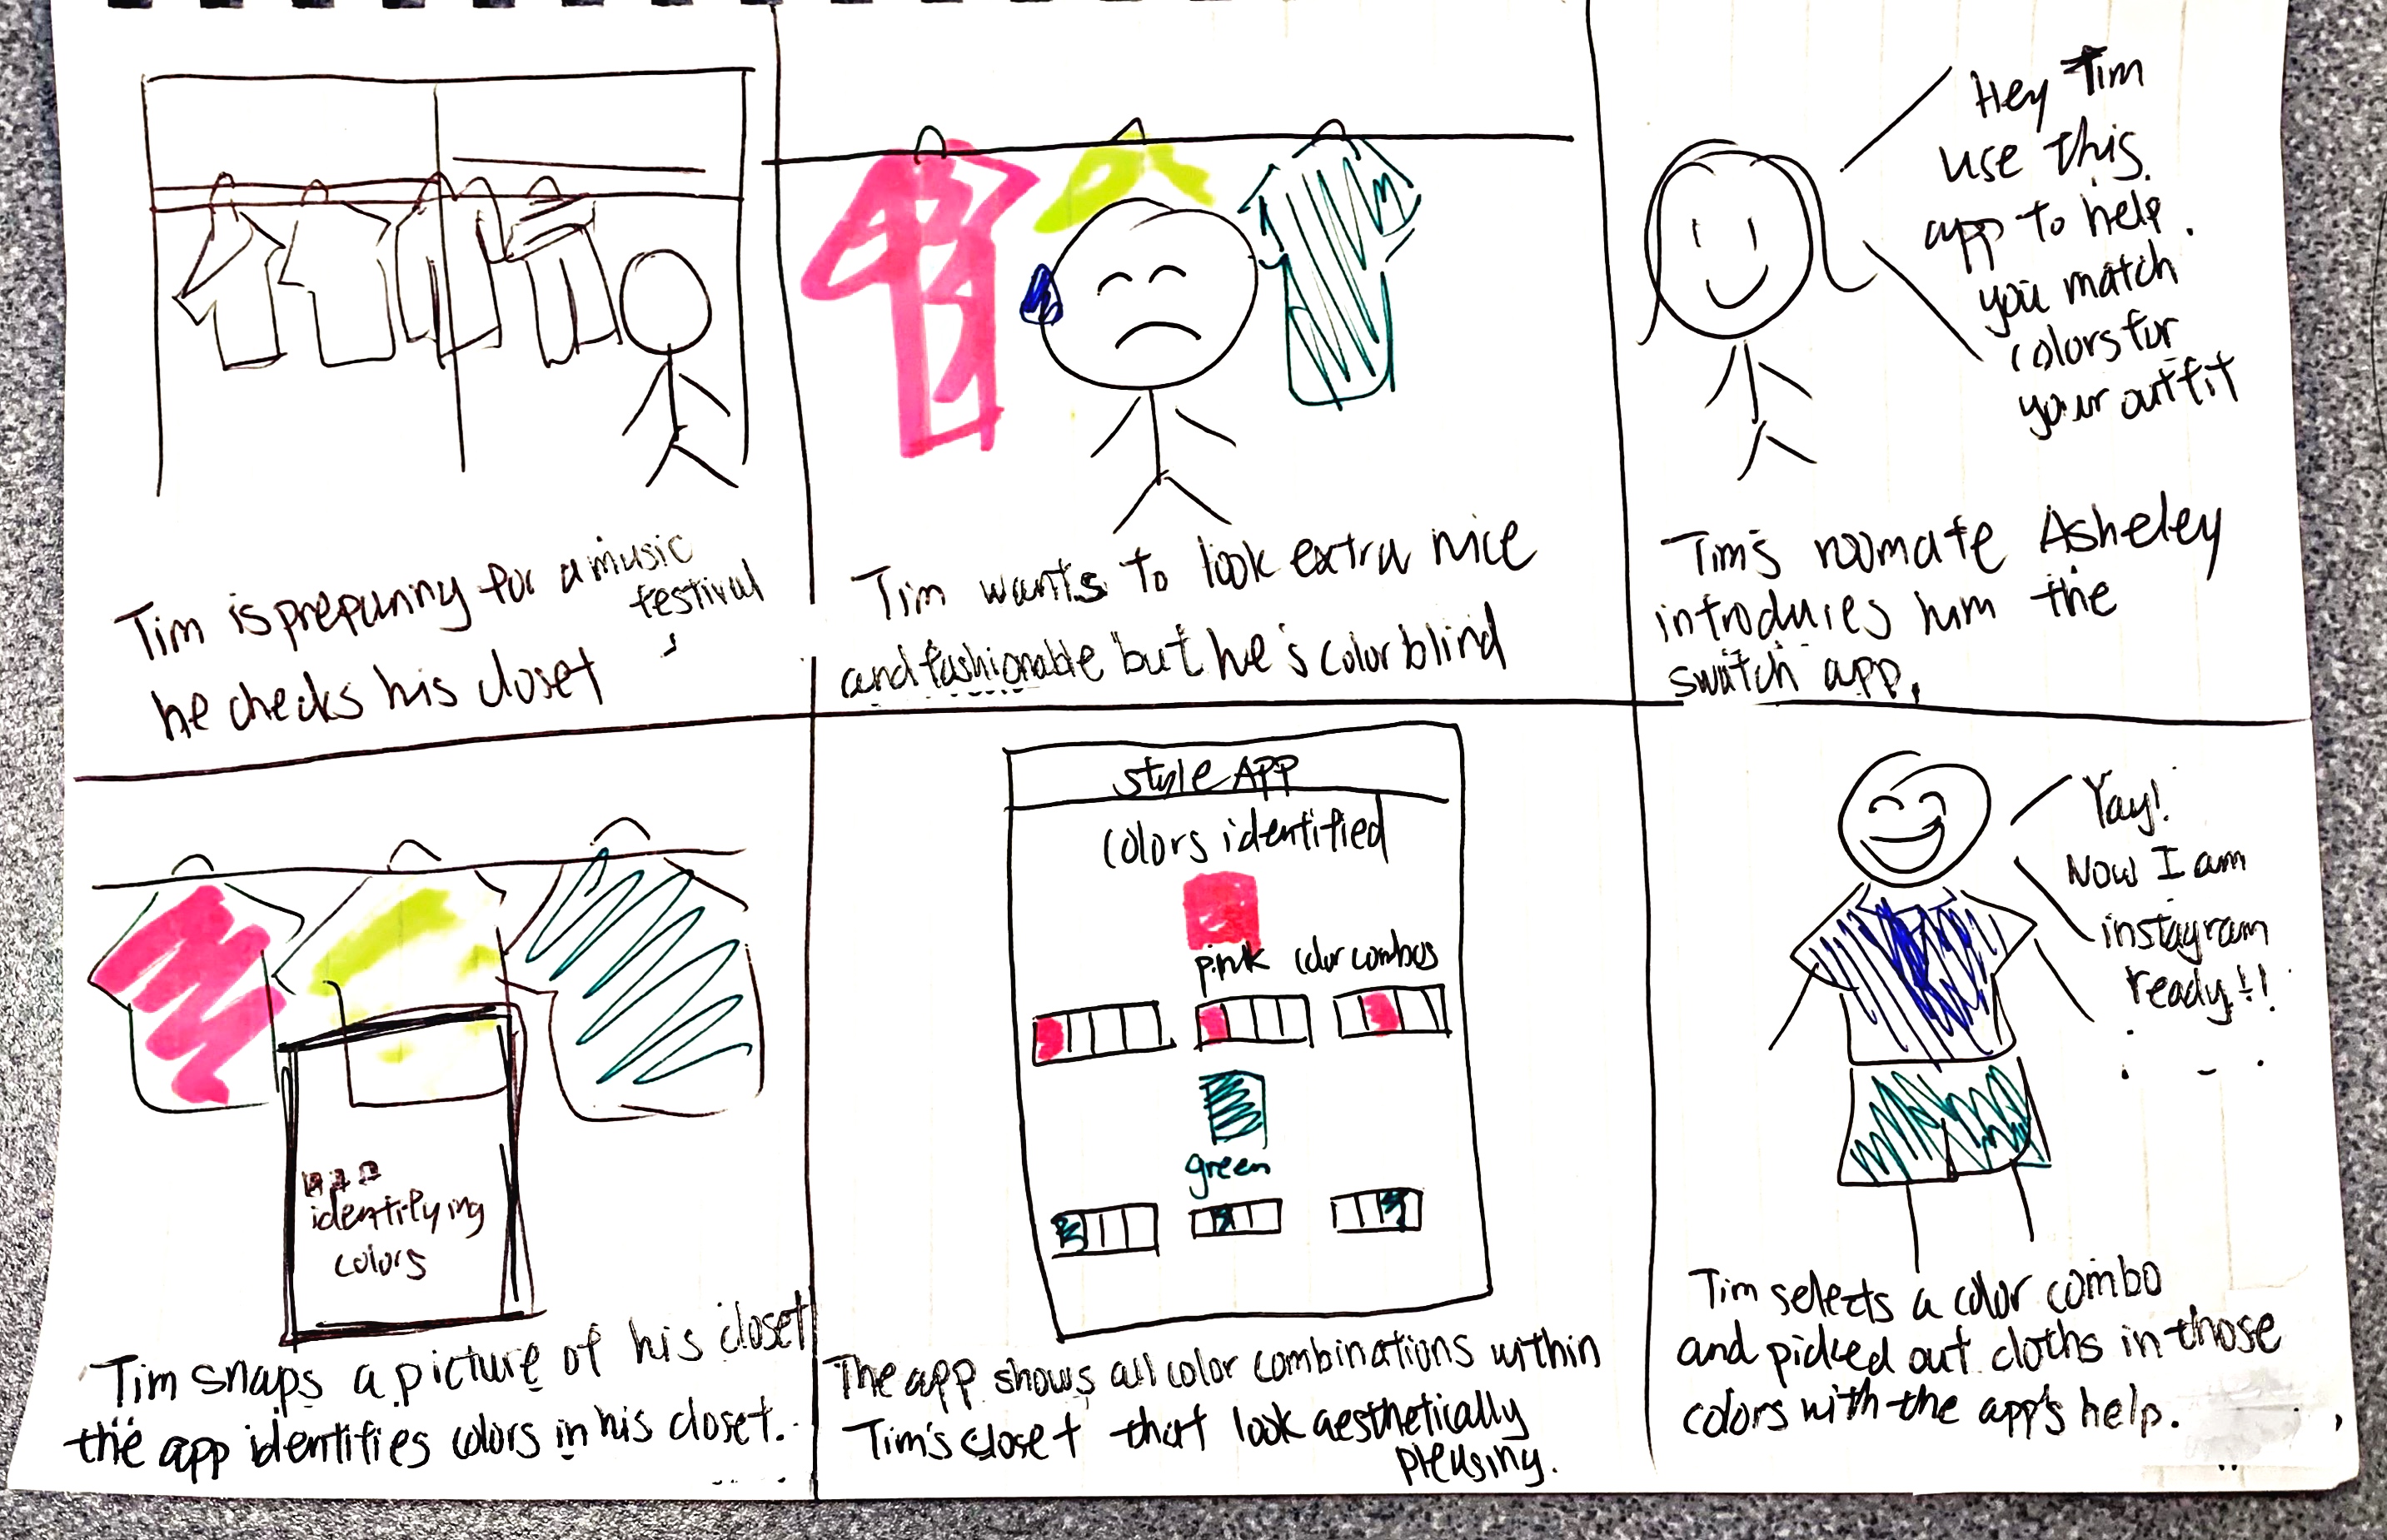 Tim is prepariny for a music
festival,
he checks his closet
Tim wants to look extra nice
and fashionable but he's color blind
Hey Tim
use this
app to help
you match
colors for
your outfit
Tim's roomate Asheley
introduces him the
swatch app.
identifying
colors
Tim snaps a picture of his closet
the app identifies colors in his closet.
style APP
colors identified
pink color combos
green
The app shows all color combinations within
Tim's closet that look aesthetically
pleasing.
Yay!
Now I am
instagram
ready!!
Tim selects a color combo
and picked out cloths in those
colors with the app's help.